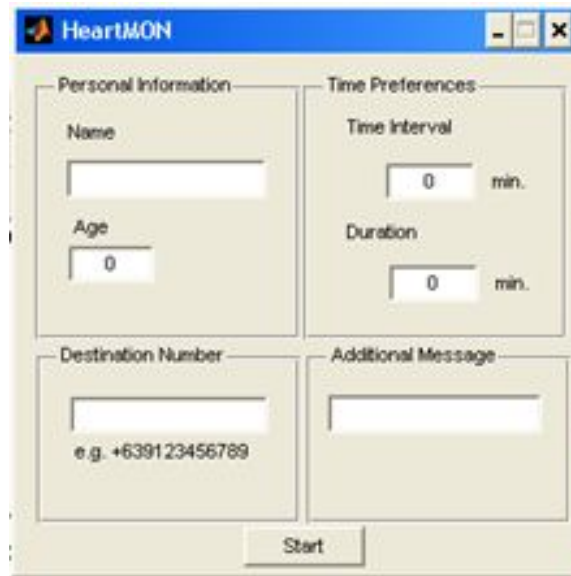 HeartMON
Personal Information
Name
Age
0
Time Preferences
Time Interval
0 min.
Duration
0 min.
Destination Number
e.g. +639123456789
Additional Message
Start